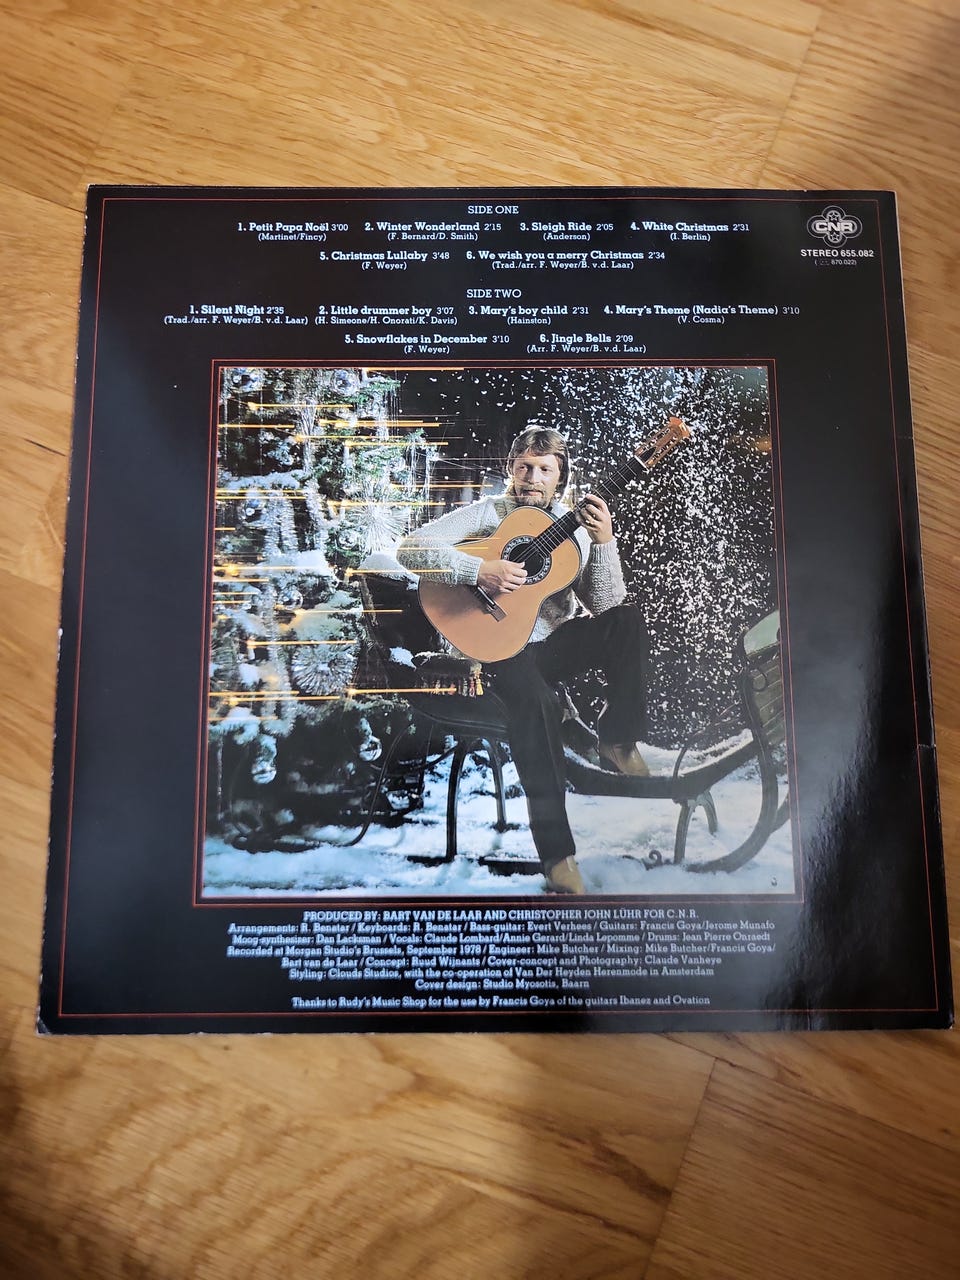 SIDE ONE
1. Petit Papa Noël 3'00 2. Winter Wonderland 2'15 3. Sleigh Ride 2'05 4. White Christmas 2'31
(Martinet/Fincy) (F. Bernard/D. Smith) (Anderson) (I. Berlin)
5. Christmas Lullaby 3'48 6. We wish you a merry Christmas 2'34
(F. Weyer) (Trad./arr. F. Weyer/B. v.d. Laar)
CNR
STEREO 655.082
870.022)
SIDE TWO
1. Silent Night 2'35 2. Little drummer boy 3'07 3. Mary's boy child 2'31 4. Mary's Theme (Nadia's Theme) 3'10
(Trad./arr. F. Weyer/B. v.d. Laar) (H. Simeone/H. Onorati/K. Davis) (Hainston) (V. Cosma)
5. Snowflakes in December 3'10 6. Jingle Bells 2'09
(F. Weyer) (Arr. F. Weyer/B. v.d. Laar)
PRODUCED BY: BART VAN DE LAAR AND CHRISTOPHER JOHN LÜHR FOR C.N.R.
Arrangements: R. Benatar / Keyboards: R. Benatar / Bass-guitar: Evert Verhees / Guitars: Francis Goya/Jerome Munafo
Moog-synthesiser: Dan Lacksman / Vocals: Claude Lombard/Annie Gerard/Linda Lepomme / Drums: Jean Pierre Onraedt
Recorded at Morgan Studio's Brussels, September 1978 / Engineer: Mike Butcher / Mixing: Mike Butcher/Francis Goya/
Bart van de Laar / Concept: Ruud Wijnants / Cover-concept and Photography: Claude Vanheye
Styling: Clouds Studios, with the co-operation of Van Der Heyden Herenmode in Amsterdam
Cover design: Studio Myosotis, Baarn
Thanks to Rudy's Music Shop for the use by Francis Goya of the guitars Ibanez and Ovation